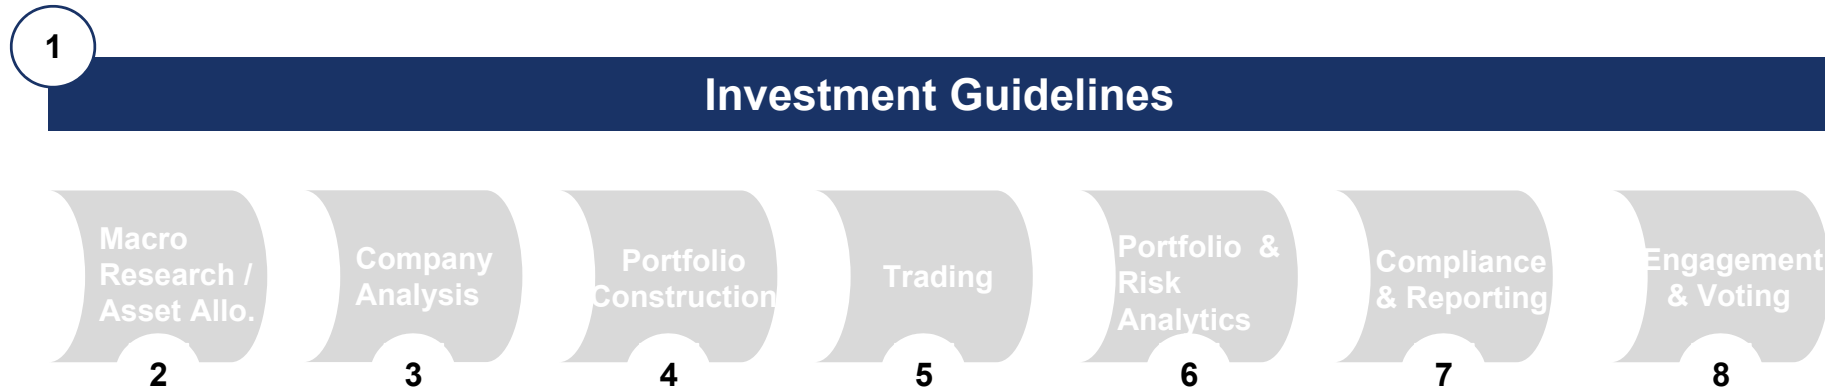 1
Investment Guidelines
Macro
Research /
Asset Allo.
2
Company
Analysis
3
Portfolio
Construction
4
Trading
5
Portfolio &
Risk
Analytics
6
Compliance
& Reporting
7
Engagement
& Voting
8